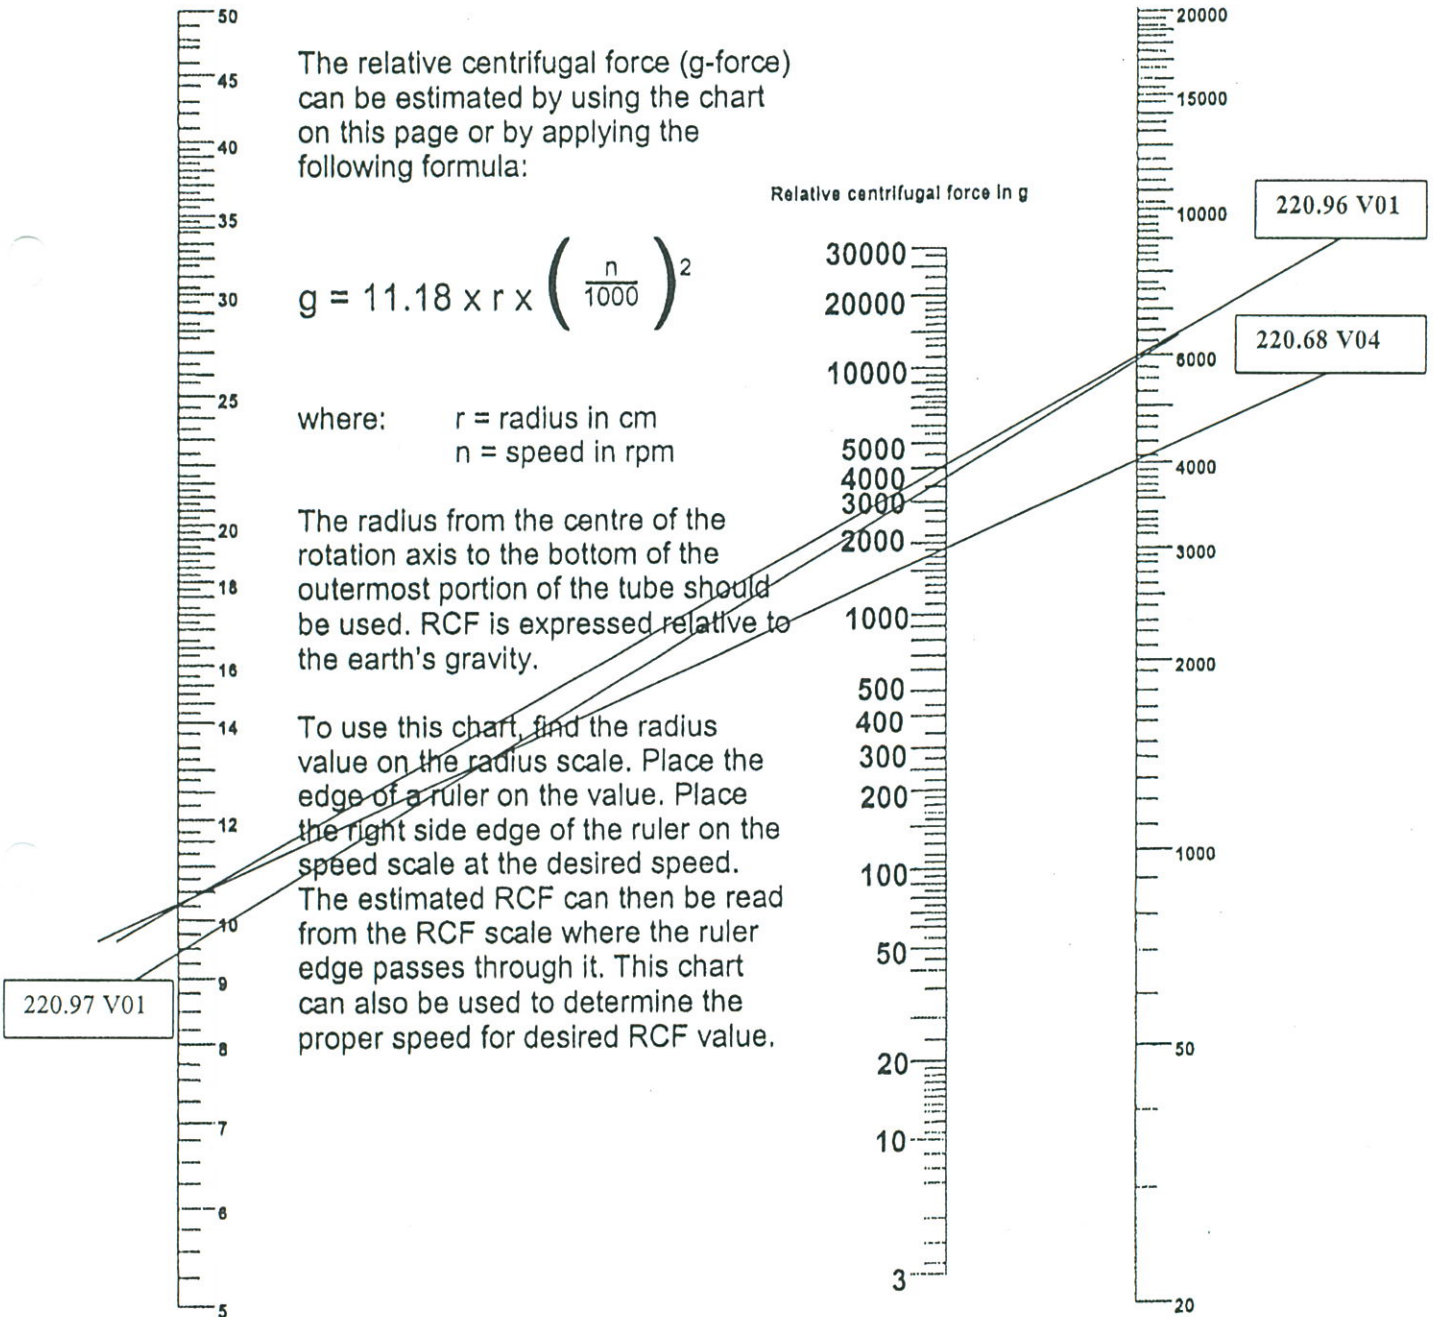 50
45
40
35
30
25
20
18
16
14
12
10
9
8
7
6
5
The relative centrifugal force (g-force)
can be estimated by using the chart
on this page or by applying the
following formula:
g = 11.18 x r x ( n / 1000 )²
where: r = radius in cm
n = speed in rpm
The radius from the centre of the
rotation axis to the bottom of the
outermost portion of the tube should
be used. RCF is expressed relative to
the earth's gravity.
To use this chart, find the radius
value on the radius scale. Place the
edge of a ruler on the value. Place
the right side edge of the ruler on the
speed scale at the desired speed.
The estimated RCF can then be read
from the RCF scale where the ruler
edge passes through it. This chart
can also be used to determine the
proper speed for desired RCF value.
220.97 V01
Relative centrifugal force in g
30000
20000
10000
5000
4000
3000
2000
1000
500
400
300
200
100
50
20
10
3
20000
15000
10000
6000
4000
3000
2000
1000
50
20
220.96 V01
220.68 V04